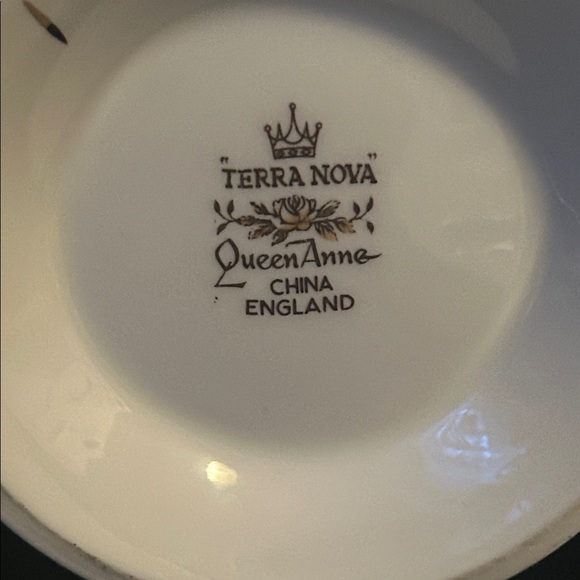 "TERRA NOVA"
Queen Anne
CHINA
ENGLAND